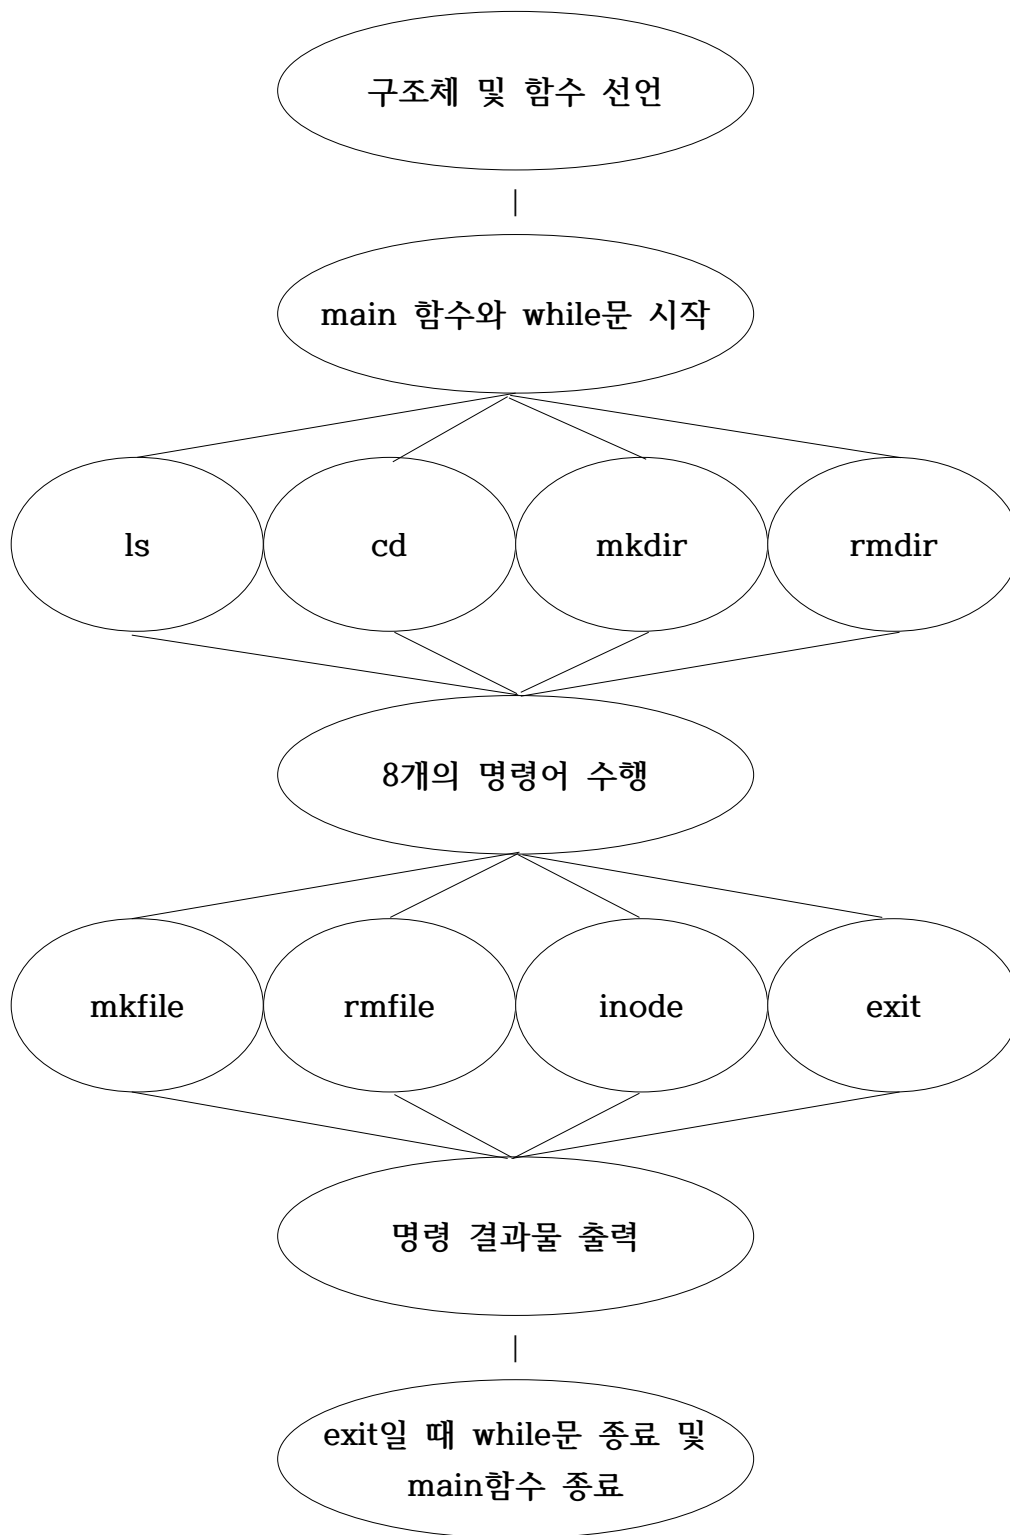 구조체 및 함수 선언
main 함수와 while문 시작
ls
cd
mkdir
rmdir
8개의 명령어 수행
mkfile
rmfile
inode
exit
명령 결과물 출력
exit일 때 while문 종료 및
main함수 종료